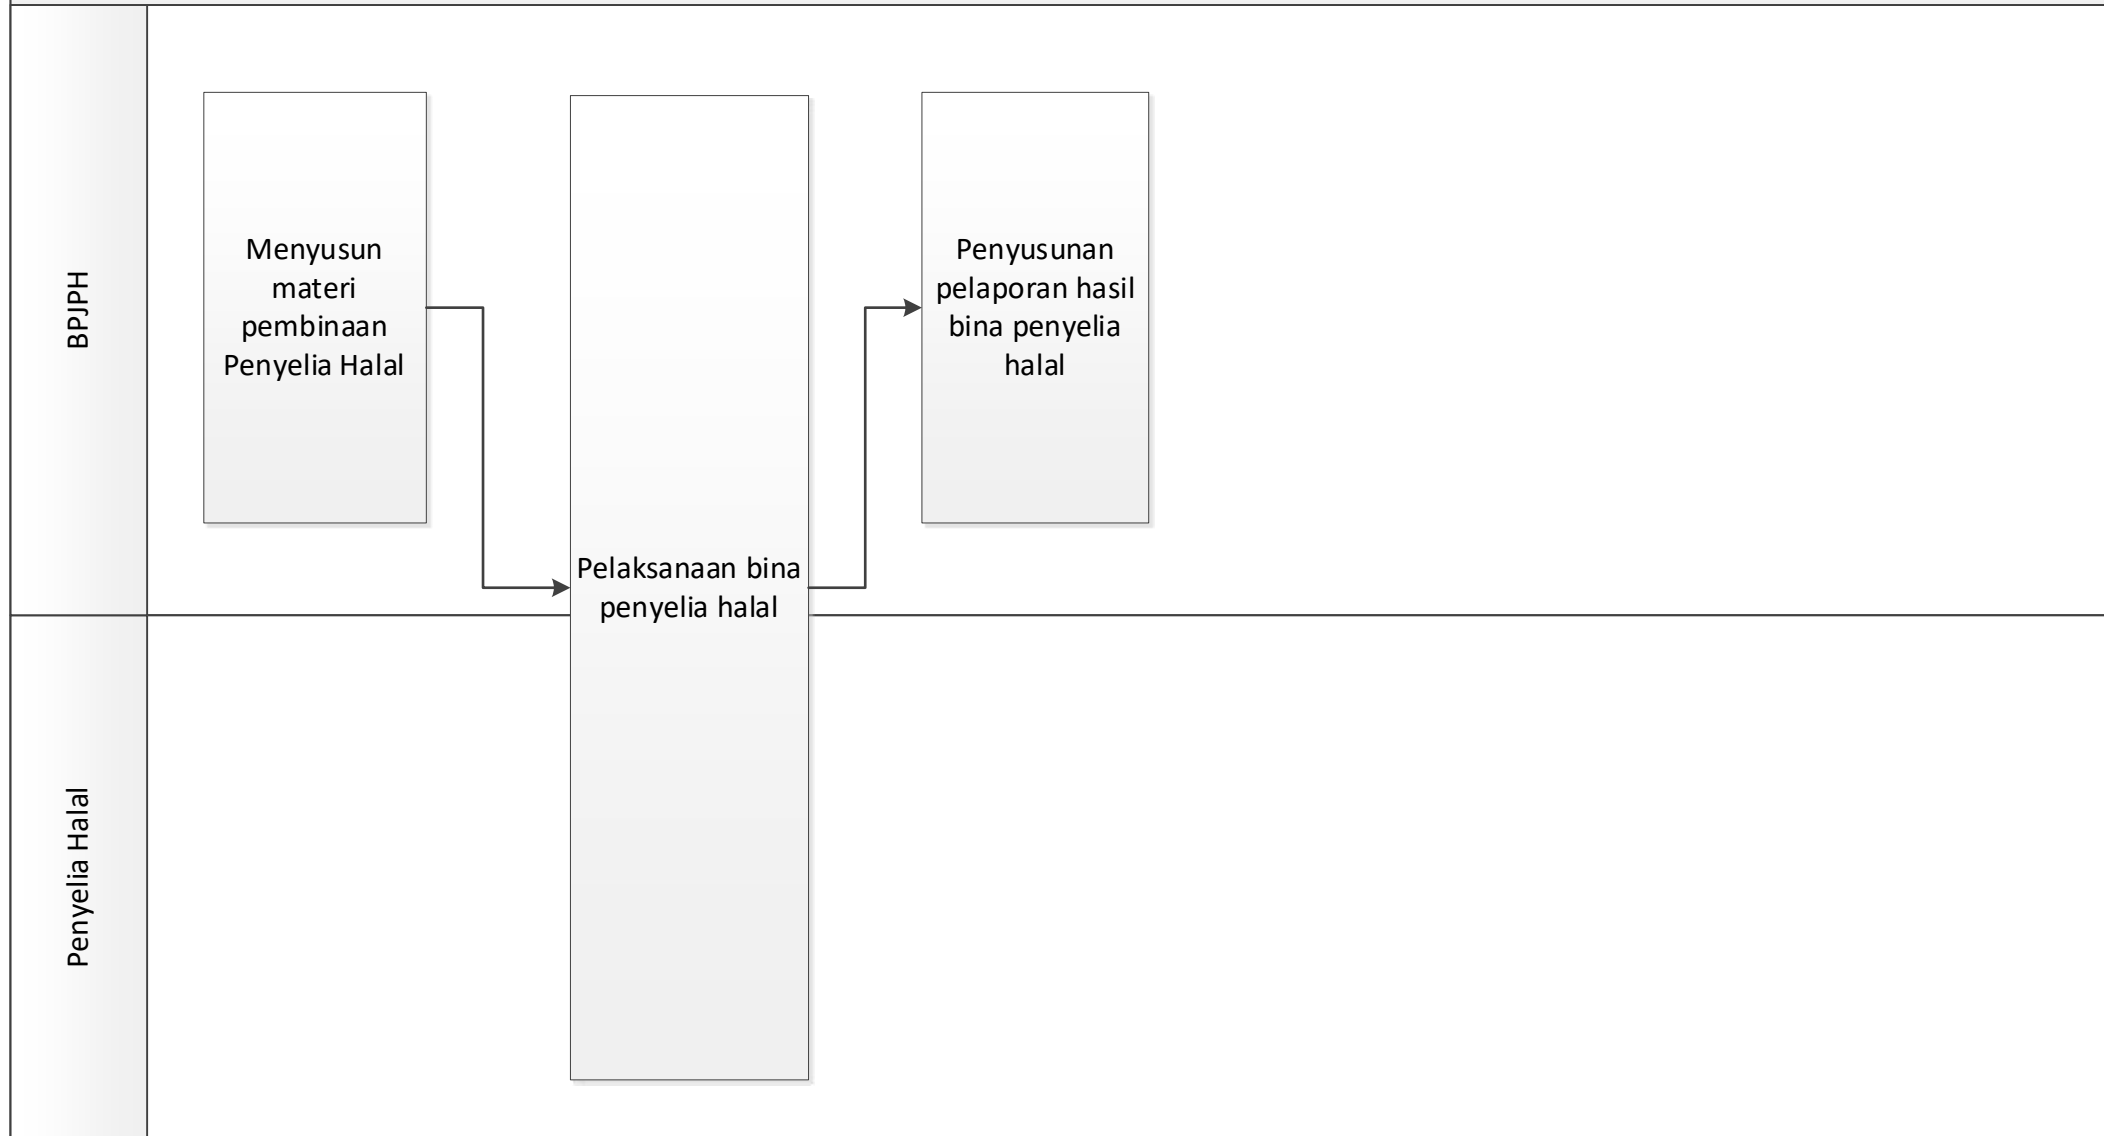 BPJPH
Menyusun
materi
pembinaan
Penyelia Halal
Pelaksanaan bina
penyelia halal
Penyusunan
pelaporan hasil
bina penyelia
halal
Penyelia Halal